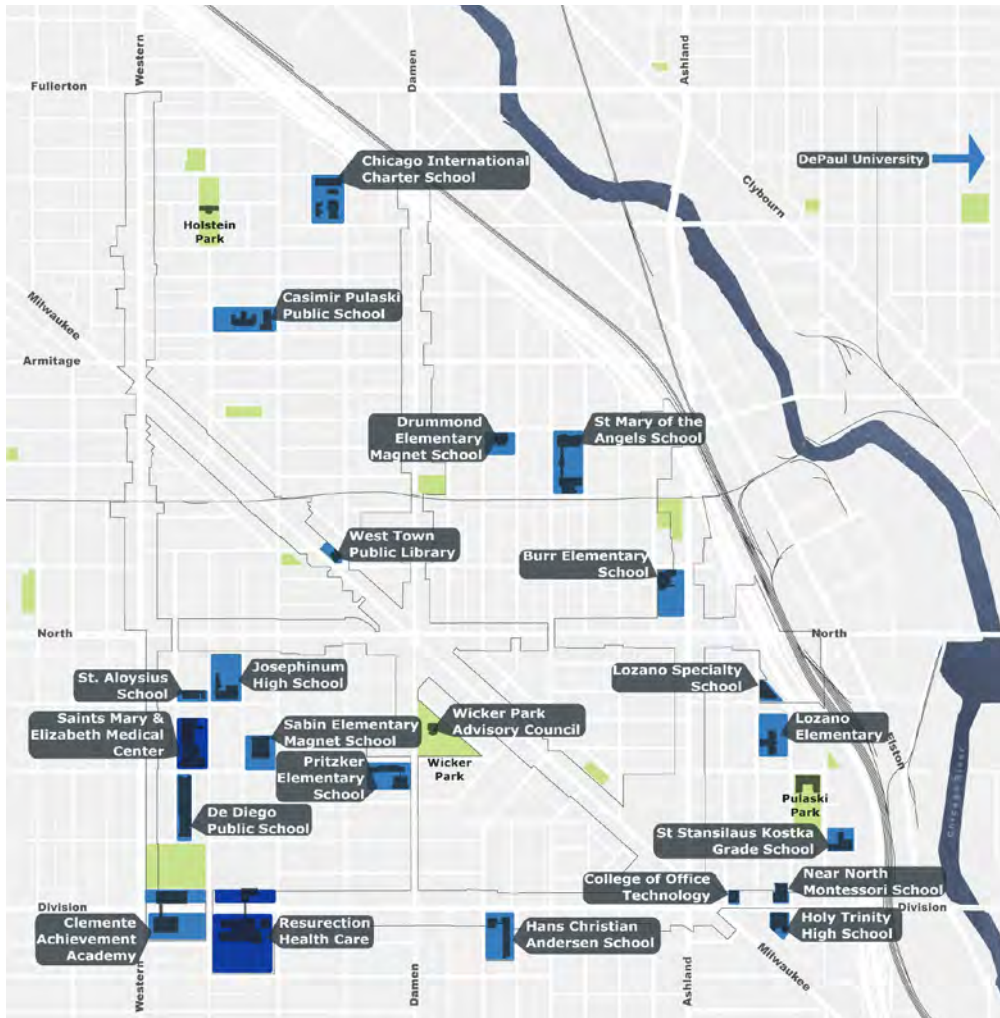 Western
Damen
Ashland
Fullerton
Chicago International
Charter School
DePaul University
Clybourn
Holstein
Park
Milwaukee
Casimir Pulaski
Public School
Armitage
Drummond
Elementary
Magnet School
St Mary of the
Angels School
West Town
Public Library
Burr Elementary
School
North
North
St. Aloysius
School
Josephinum
High School
Lozano Specialty
School
Saints Mary &
Elizabeth Medical
Center
Sabin Elementary
Magnet School
Wicker Park
Advisory Council
Lozano
Elementary
Elston
Pritzker
Elementary
School
Wicker
Park
Chicago River
Pulaski
Park
De Diego
Public School
St Stansilaus Kostka
Grade School
College of Office
Technology
Near North
Montessori School
Division
Division
Clemente
Achievement
Academy
Resurection
Health Care
Hans Christian
Andersen School
Holy Trinity
High School
Western
Damen
Ashland
Milwaukee